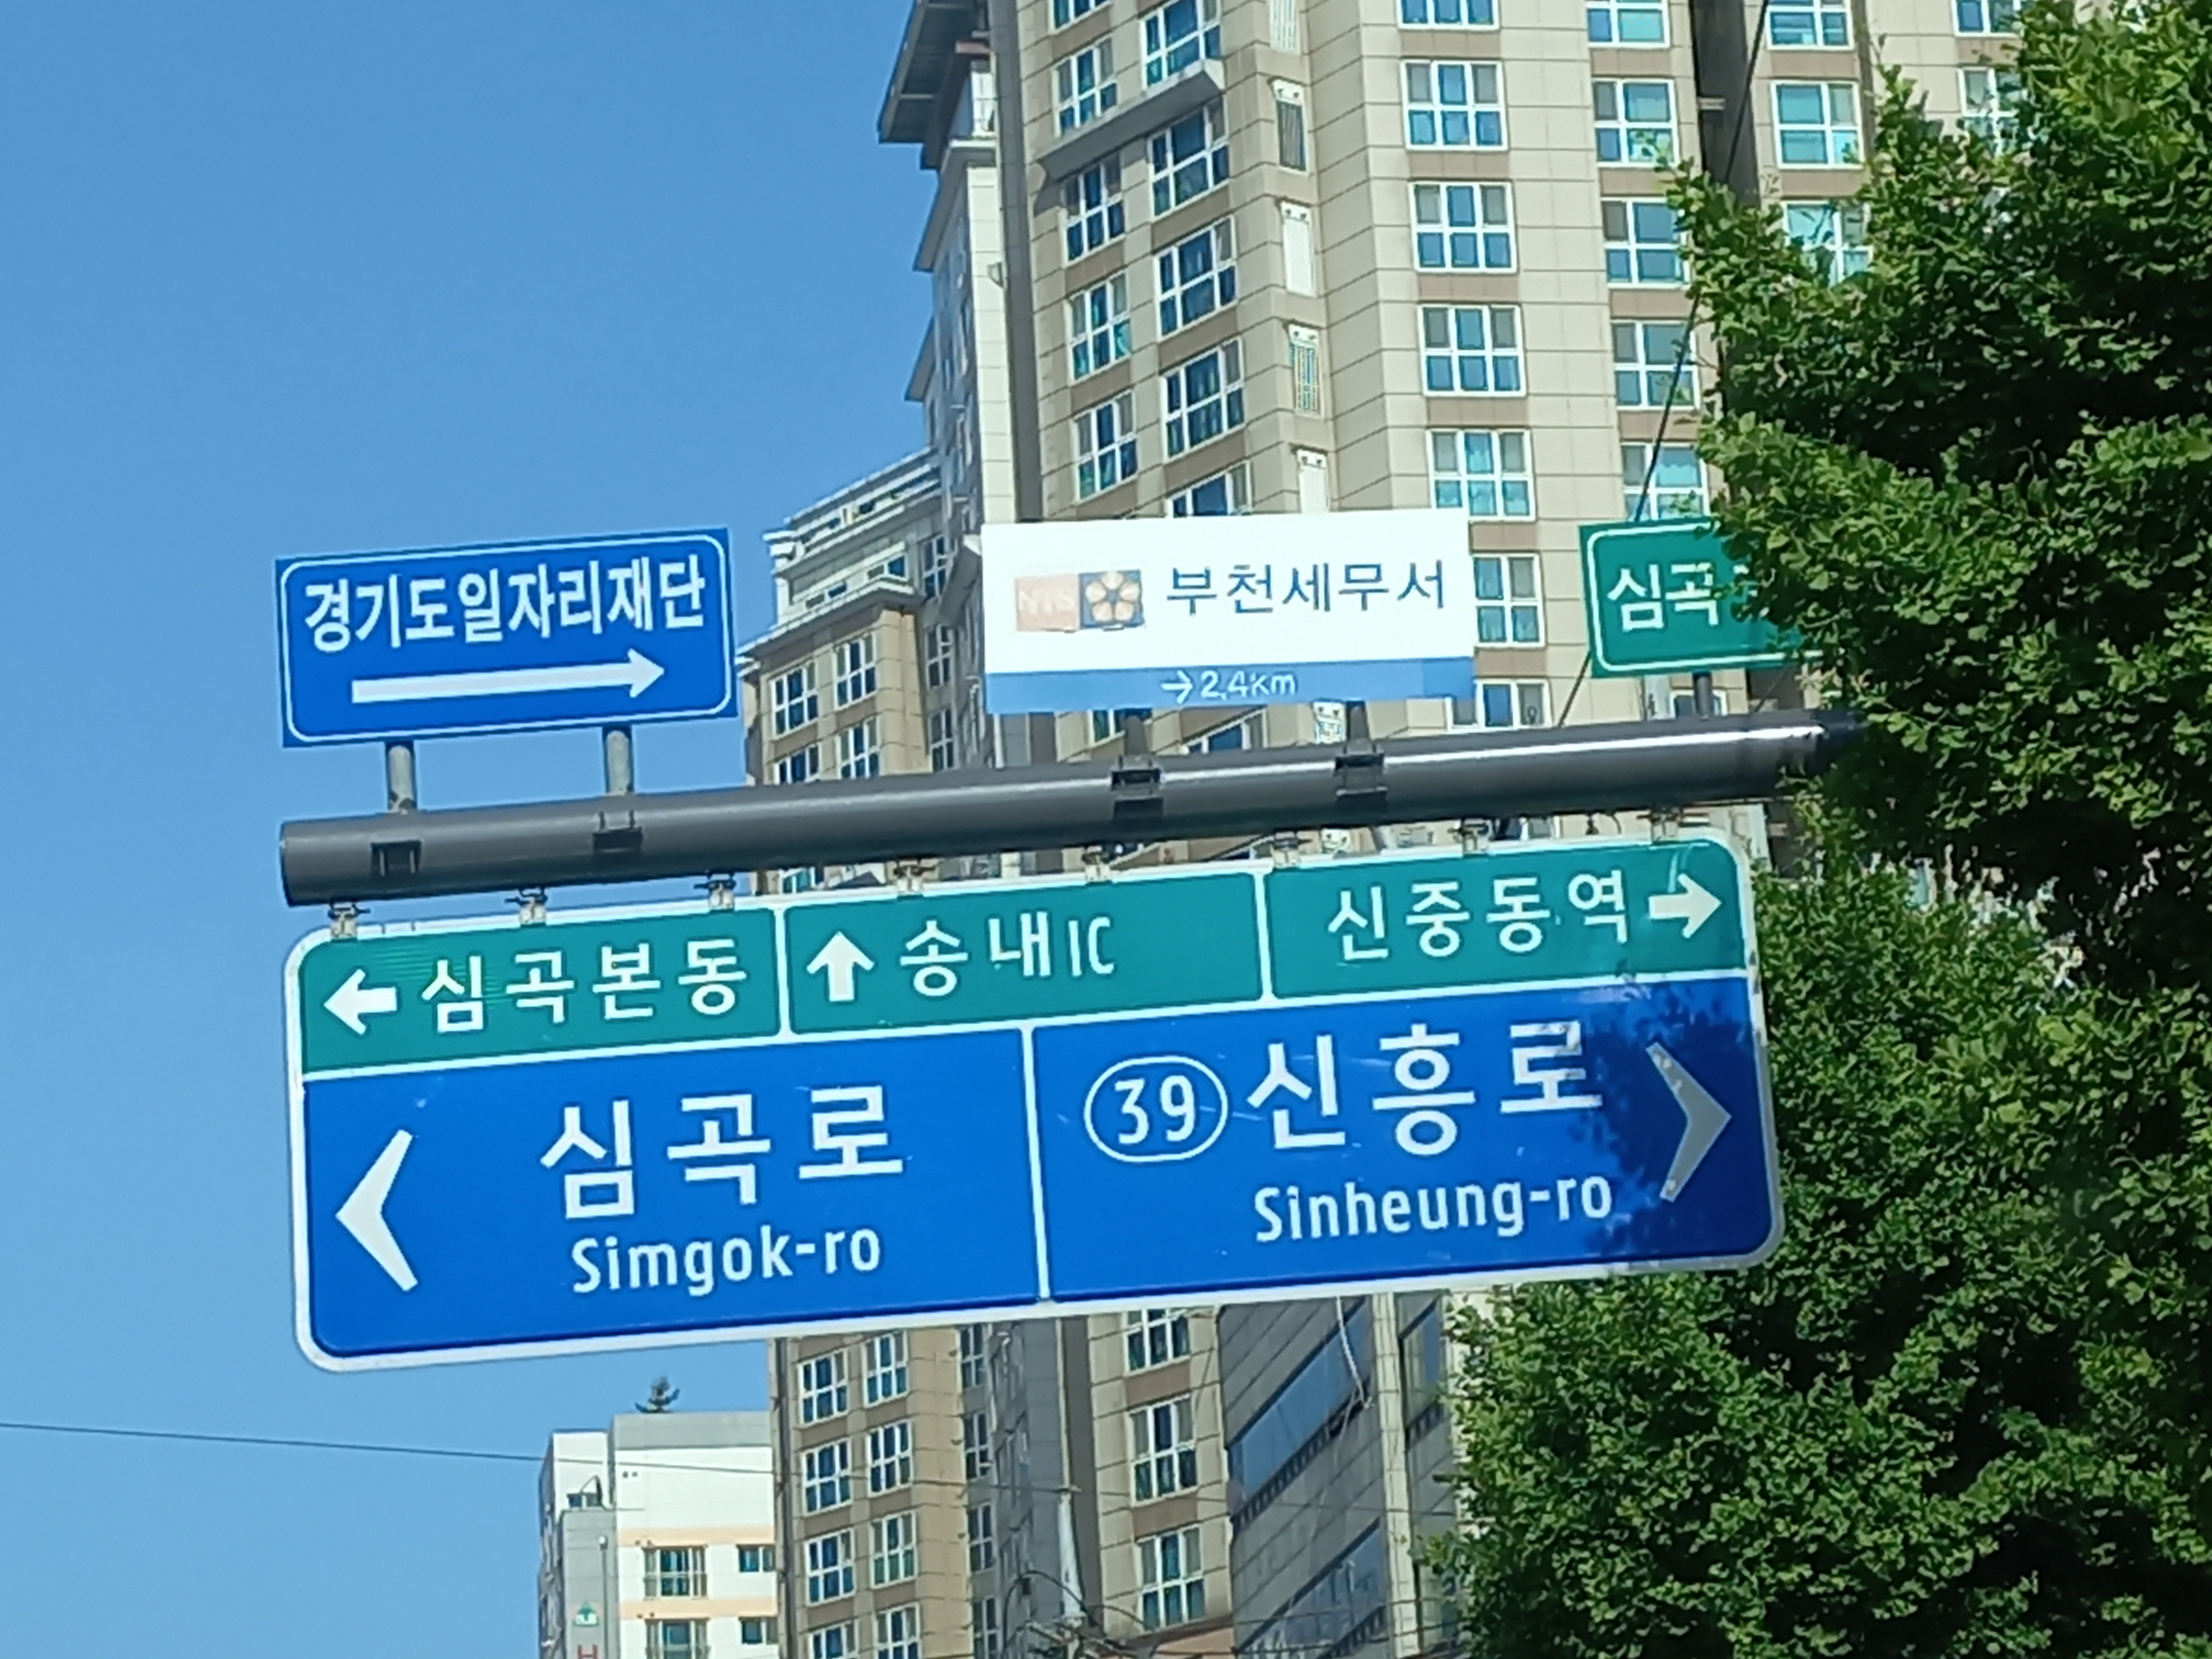 경기도일자리재단
NTS 부천세무서
→2.4km
심곡
← 심곡본동
↑ 송내IC
신중동역 →
심곡로
Simgok-ro
39 신흥로
Sinheung-ro
H